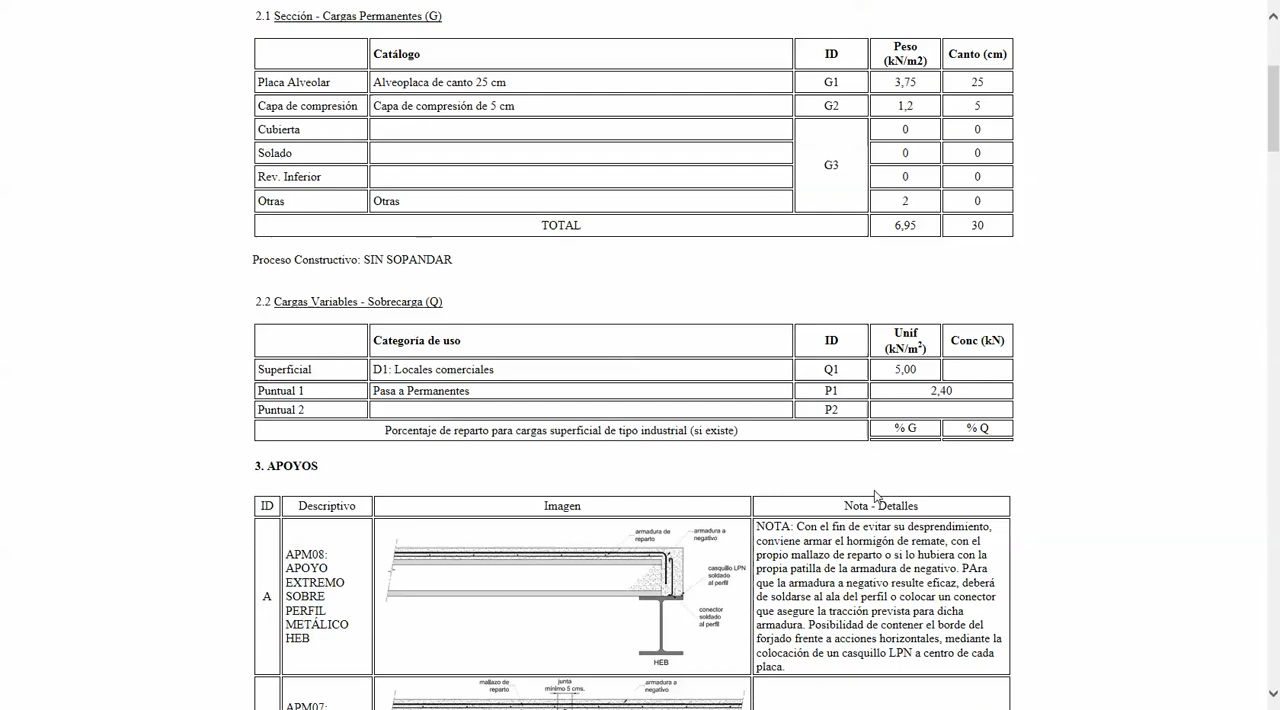 2.1 Sección - Cargas Permanentes (G)
Catálogo ID Peso (kN/m2) Canto (cm)
Placa Alveolar Alveoplaca de canto 25 cm G1 3,75 25
Capa de compresión Capa de compresión de 5 cm G2 1,2 5
Cubierta 0 0
Solado 0 0
G3
Rev. Inferior 0 0
Otras Otras 2 0
TOTAL 6,95 30
Proceso Constructivo: SIN SOPANDAR
2.2 Cargas Variables - Sobrecarga (Q)
Categoría de uso ID Unif (kN/m²) Conc (kN)
Superficial D1: Locales comerciales Q1 5,00
Puntual 1 Pasa a Permanentes P1 2,40
Puntual 2 P2
Porcentaje de reparto para cargas superficial de tipo industrial (si existe) % G % Q
3. APOYOS
ID Descriptivo Imagen Nota - Detalles
A
APM08:
APOYO
EXTREMO
SOBRE
PERFIL
METÁLICO
HEB
armadura de
reparto
armadura a
negativo
casquillo LPN
soldado
al perfil
conector
soldado
al perfil
HEB
NOTA: Con el fin de evitar su desprendimiento,
conviene armar el hormigón de remate, con el
propio mallazo de reparto o si lo hubiera con la
propia patilla de la armadura de negativo. PAra
que la armadura a negativo resulte eficaz, deberá
de soldarse al ala del perfil o colocar un conector
que asegure la tracción prevista para dicha
armadura. Posibilidad de contener el borde del
forjado frente a acciones horizontales, mediante la
colocación de un casquillo LPN a centro de cada
placa.
APM07:
mallazo de
reparto
junta
mínimo 5 cms.
armadura a
negativo